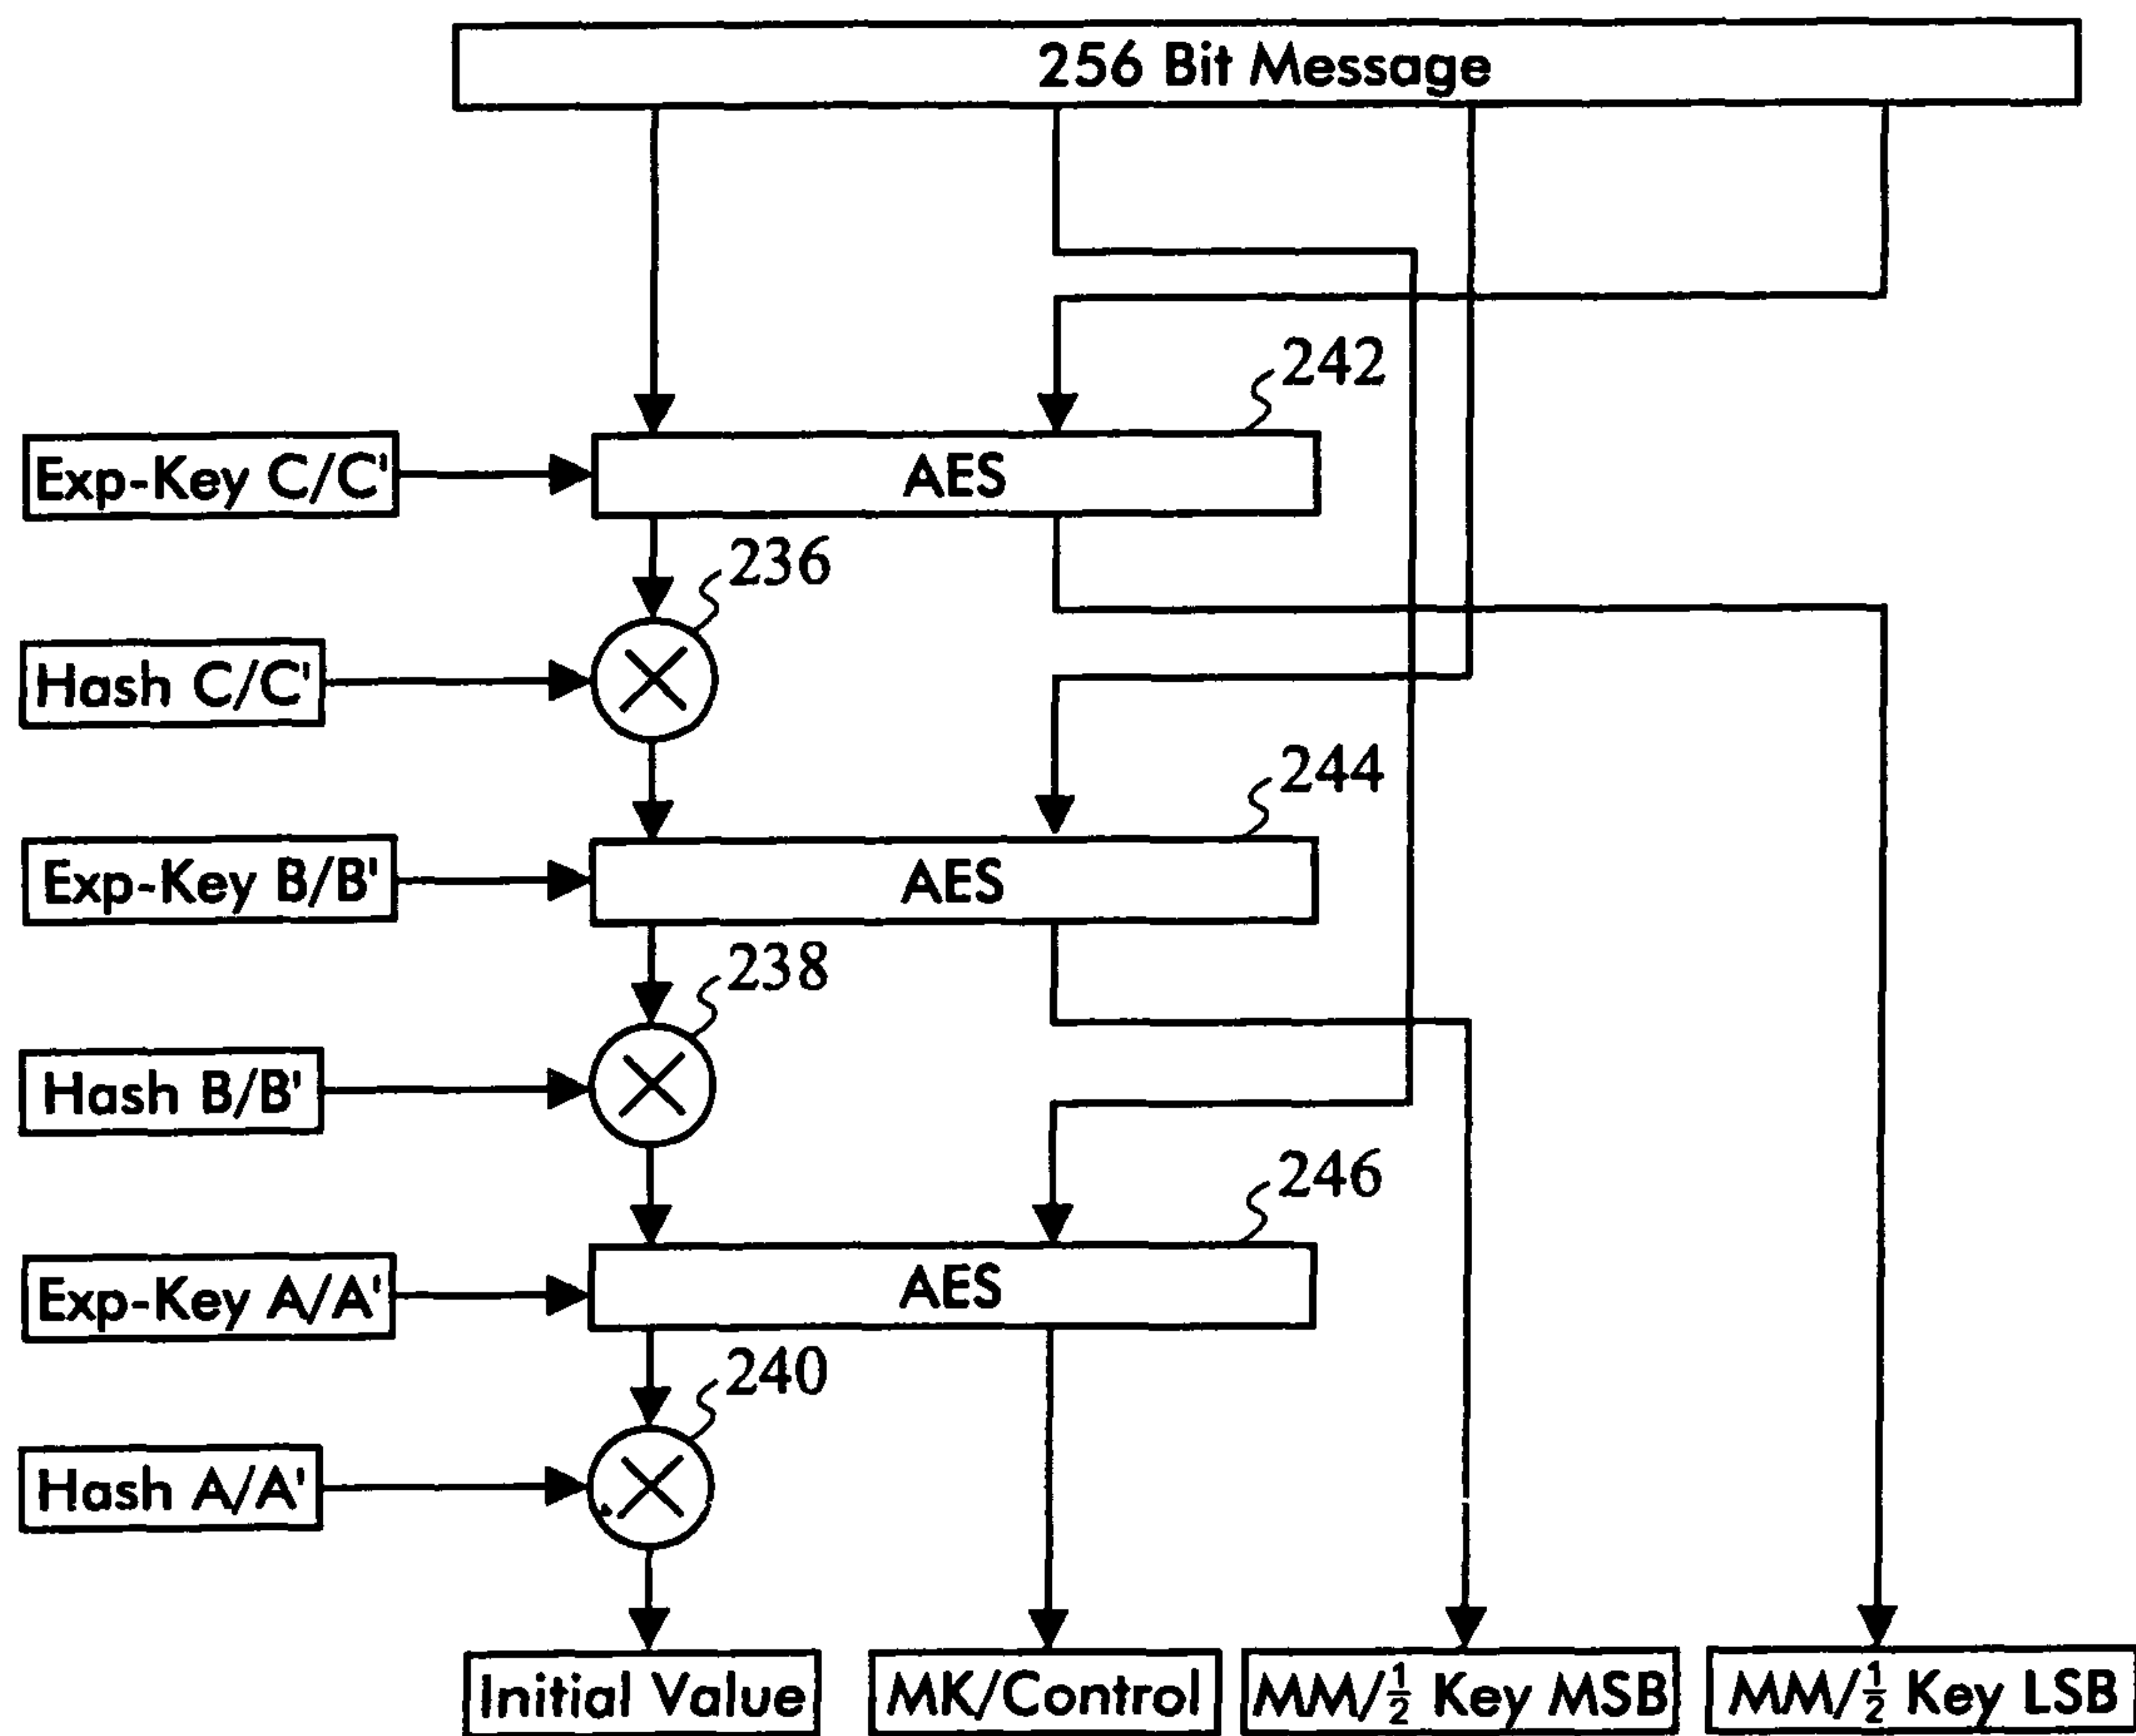 256 Bit Message
242
Exp-Key C/C'
AES
236
Hash C/C'
244
Exp-Key B/B'
AES
238
Hash B/B'
246
Exp-Key A/A'
AES
240
Hash A/A'
Initial Value
MK/Control
MM/½ Key MSB
MM/½ Key LSB